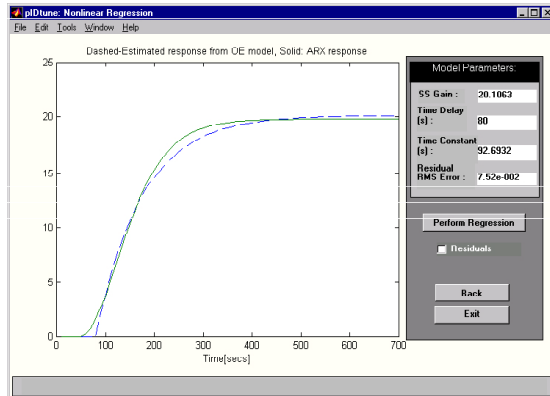 pIDtune: Nonlinear Regression
File Edit Tools Window Help
Dashed-Estimated response from OE model, Solid: ARX response
25
20
15
10
5
0
0 100 200 300 400 500 600 700
Time[secs]
Model Parameters:
SS Gain : 20.1063
Time Delay
(s) : 80
Time Constant
(s) : 92.6932
Residual
RMS Error : 7.52e-002
Perform Regression
Residuals
Back
Exit